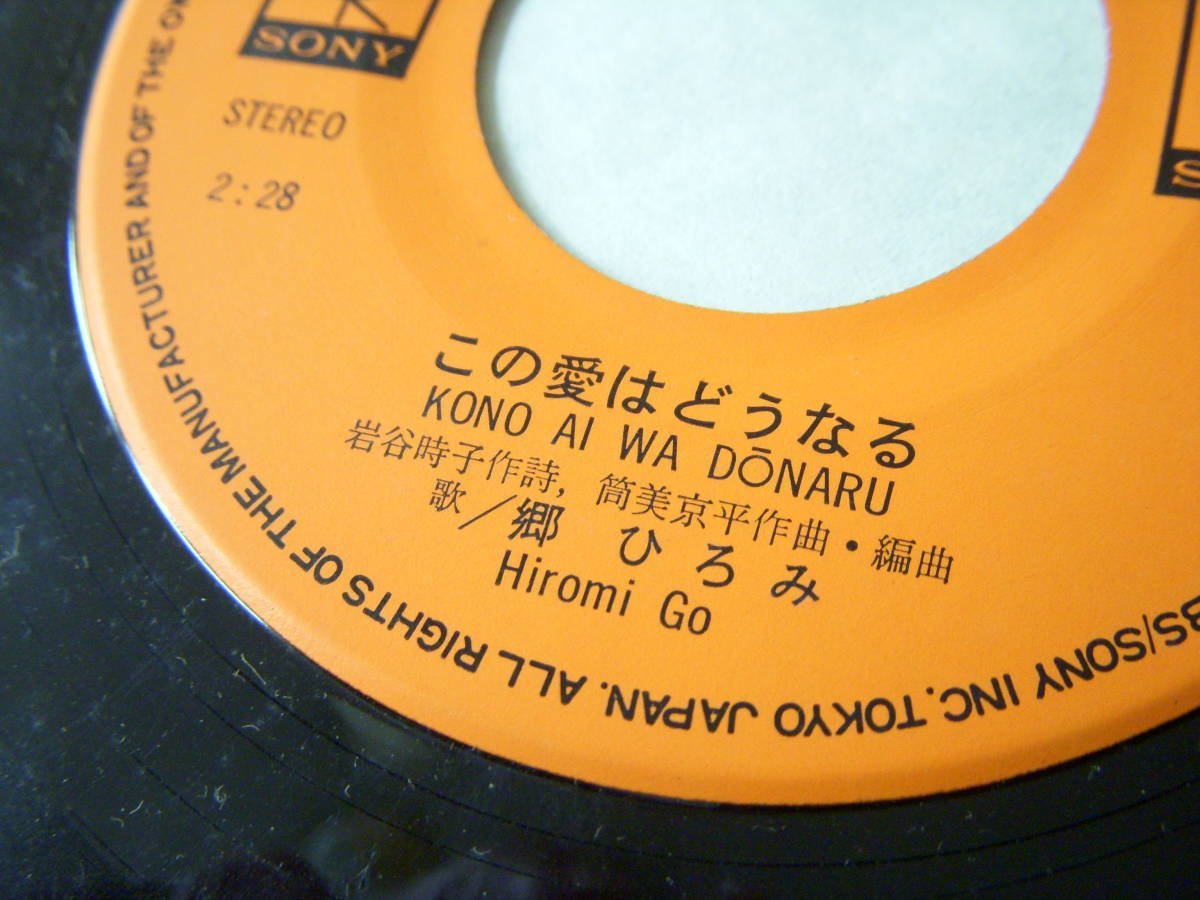 SONY
STEREO
2:28
この愛はどうなる
KONO AI WA DŌNARU
岩谷時子作詩, 筒美京平作曲・編曲
歌／郷 ひろみ
Hiromi Go
BS/SONY INC. TOKYO JAPAN. ALL RIGHTS OF THE MANUFACTURER AND OF THE